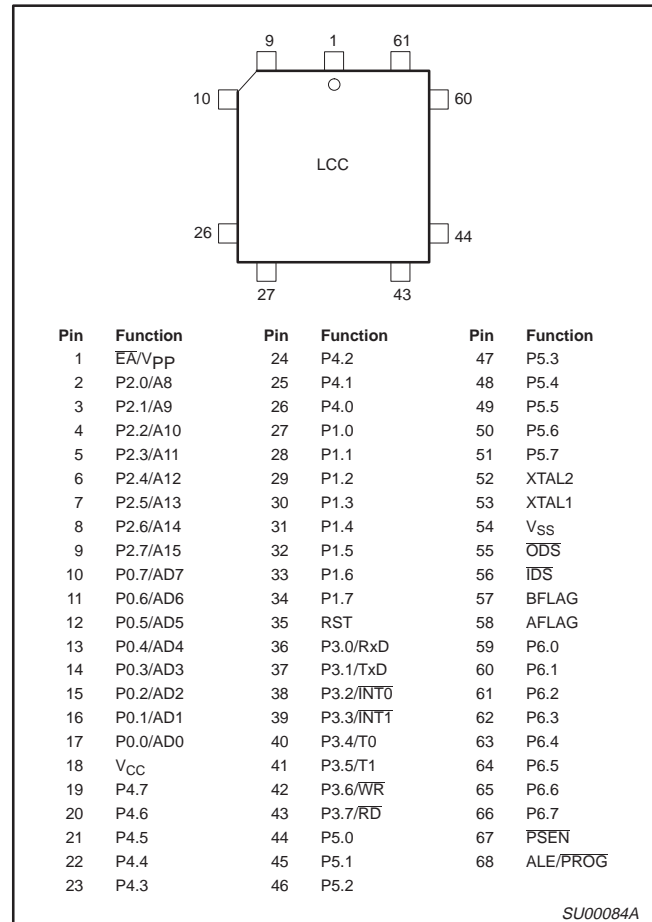 9 1 61
10 60
LCC
26 44
27 43
Pin Function Pin Function Pin Function
1 E̅A̅/VPP 24 P4.2 47 P5.3
2 P2.0/A8 25 P4.1 48 P5.4
3 P2.1/A9 26 P4.0 49 P5.5
4 P2.2/A10 27 P1.0 50 P5.6
5 P2.3/A11 28 P1.1 51 P5.7
6 P2.4/A12 29 P1.2 52 XTAL2
7 P2.5/A13 30 P1.3 53 XTAL1
8 P2.6/A14 31 P1.4 54 VSS
9 P2.7/A15 32 P1.5 55 O̅D̅S̅
10 P0.7/AD7 33 P1.6 56 I̅D̅S̅
11 P0.6/AD6 34 P1.7 57 BFLAG
12 P0.5/AD5 35 RST 58 AFLAG
13 P0.4/AD4 36 P3.0/RxD 59 P6.0
14 P0.3/AD3 37 P3.1/TxD 60 P6.1
15 P0.2/AD2 38 P3.2/I̅N̅T̅0̅ 61 P6.2
16 P0.1/AD1 39 P3.3/I̅N̅T̅1̅ 62 P6.3
17 P0.0/AD0 40 P3.4/T0 63 P6.4
18 VCC 41 P3.5/T1 64 P6.5
19 P4.7 42 P3.6/W̅R̅ 65 P6.6
20 P4.6 43 P3.7/R̅D̅ 66 P6.7
21 P4.5 44 P5.0 67 P̅S̅E̅N̅
22 P4.4 45 P5.1 68 ALE/P̅R̅O̅G̅
23 P4.3 46 P5.2
SU00084A